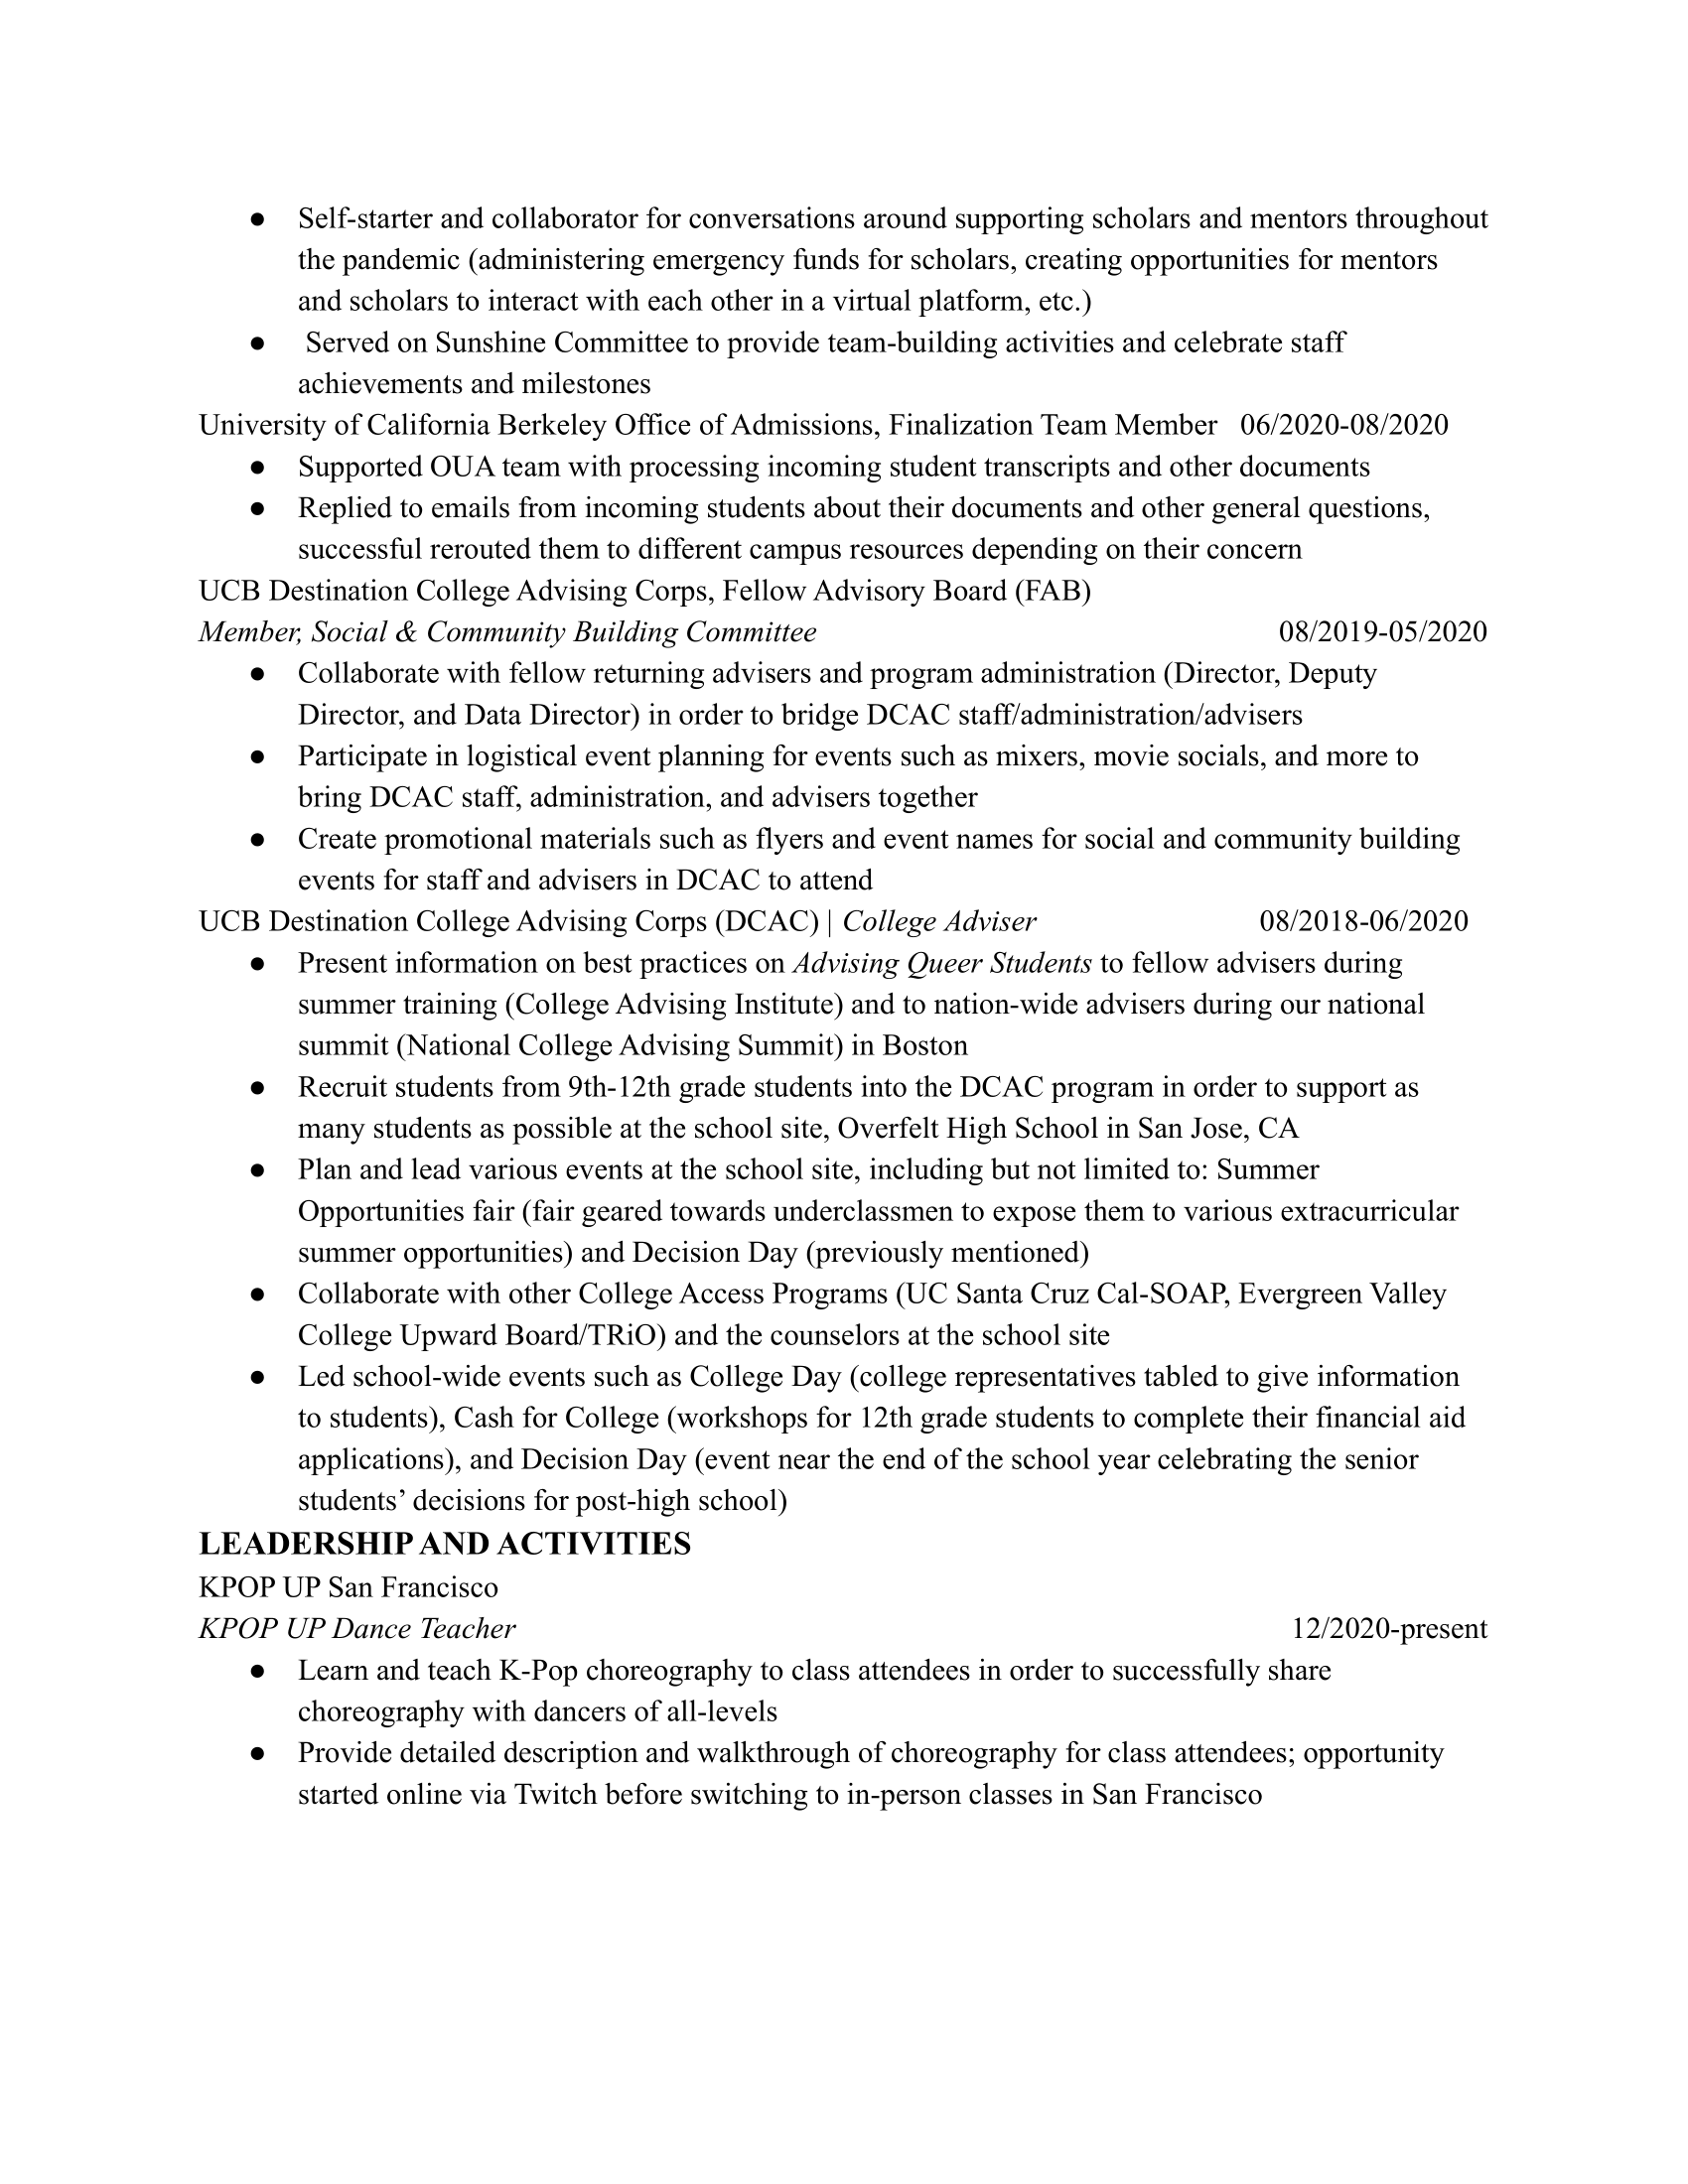 ● Self-starter and collaborator for conversations around supporting scholars and mentors throughout
the pandemic (administering emergency funds for scholars, creating opportunities for mentors
and scholars to interact with each other in a virtual platform, etc.)
● Served on Sunshine Committee to provide team-building activities and celebrate staff
achievements and milestones
University of California Berkeley Office of Admissions, Finalization Team Member 06/2020-08/2020
● Supported OUA team with processing incoming student transcripts and other documents
● Replied to emails from incoming students about their documents and other general questions,
successful rerouted them to different campus resources depending on their concern
UCB Destination College Advising Corps, Fellow Advisory Board (FAB)
Member, Social & Community Building Committee 08/2019-05/2020
● Collaborate with fellow returning advisers and program administration (Director, Deputy
Director, and Data Director) in order to bridge DCAC staff/administration/advisers
● Participate in logistical event planning for events such as mixers, movie socials, and more to
bring DCAC staff, administration, and advisers together
● Create promotional materials such as flyers and event names for social and community building
events for staff and advisers in DCAC to attend
UCB Destination College Advising Corps (DCAC) | College Adviser 08/2018-06/2020
● Present information on best practices on Advising Queer Students to fellow advisers during
summer training (College Advising Institute) and to nation-wide advisers during our national
summit (National College Advising Summit) in Boston
● Recruit students from 9th-12th grade students into the DCAC program in order to support as
many students as possible at the school site, Overfelt High School in San Jose, CA
● Plan and lead various events at the school site, including but not limited to: Summer
Opportunities fair (fair geared towards underclassmen to expose them to various extracurricular
summer opportunities) and Decision Day (previously mentioned)
● Collaborate with other College Access Programs (UC Santa Cruz Cal-SOAP, Evergreen Valley
College Upward Board/TRiO) and the counselors at the school site
● Led school-wide events such as College Day (college representatives tabled to give information
to students), Cash for College (workshops for 12th grade students to complete their financial aid
applications), and Decision Day (event near the end of the school year celebrating the senior
students’ decisions for post-high school)
LEADERSHIP AND ACTIVITIES
KPOP UP San Francisco
KPOP UP Dance Teacher 12/2020-present
● Learn and teach K-Pop choreography to class attendees in order to successfully share
choreography with dancers of all-levels
● Provide detailed description and walkthrough of choreography for class attendees; opportunity
started online via Twitch before switching to in-person classes in San Francisco